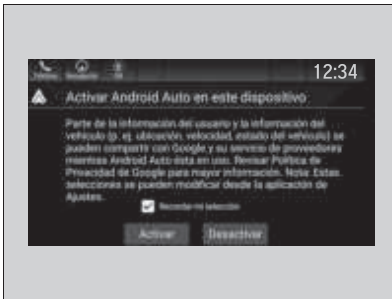 12:34
Activar Android Auto en este dispositivo
Parte de la información del usuario y la información del
vehículo (p. ej. ubicación, velocidad, estado del vehículo) se
pueden compartir con Google y su servicio de proveedores
mientras Android Auto está en uso. Revisar Política de
Privacidad de Google para mayor información. Nota: Estas
selecciones se pueden modificar desde la aplicación de
Ajustes.
Recordar mi selección
Activar Desactivar